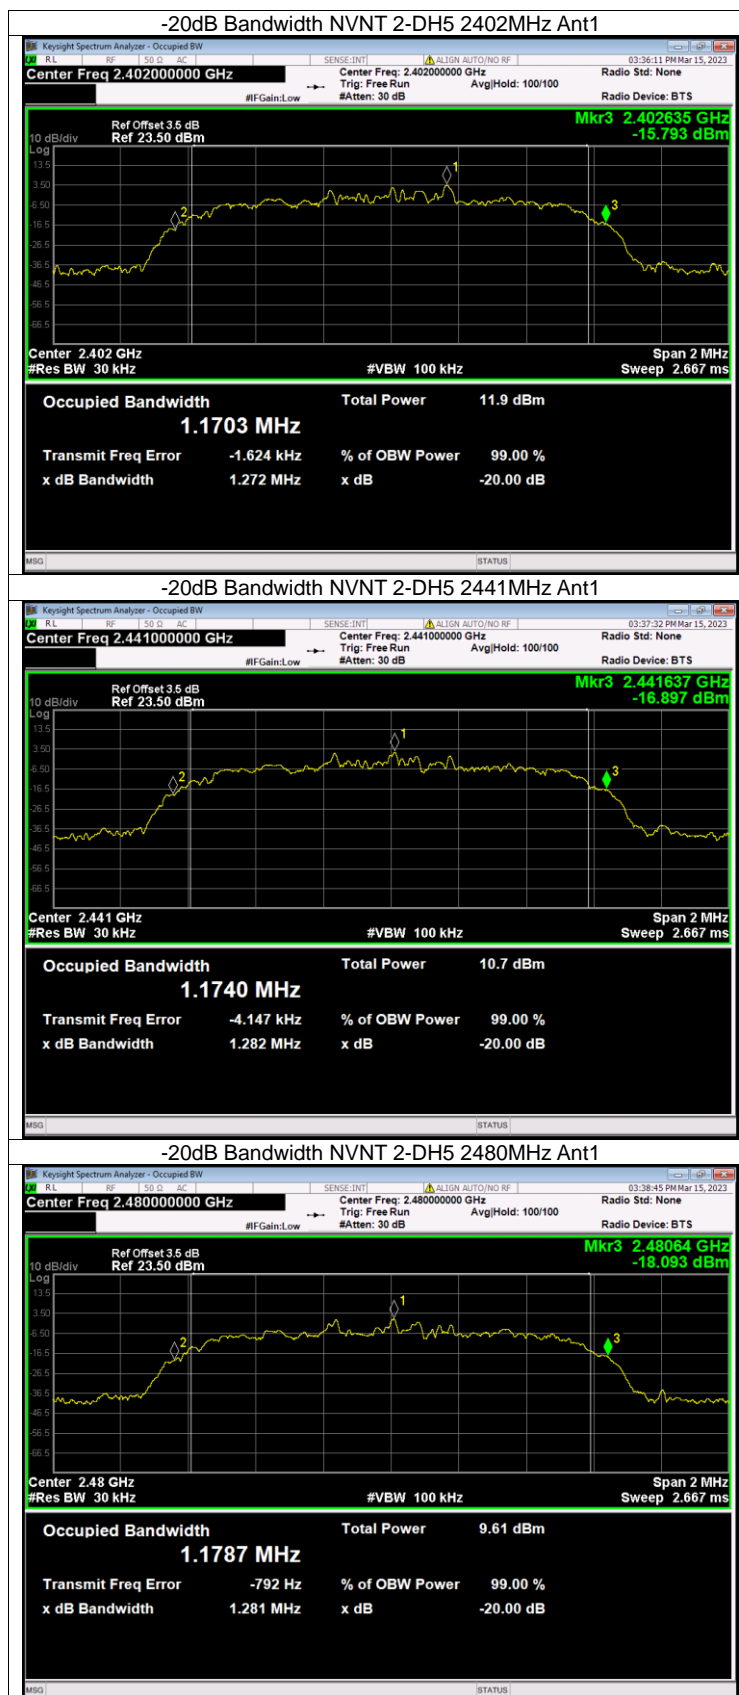 -20dB Bandwidth NVNT 2-DH5 2402MHz Ant1
Keysight Spectrum Analyzer - Occupied BW
RL RF 50 Ω AC SENSE:INT ALIGN AUTO/NO RF 03:36:11 PM Mar 15, 2023
Center Freq 2.402000000 GHz Center Freq: 2.402000000 GHz Radio Std: None
Trig: Free Run Avg|Hold: 100/100
#IFGain:Low #Atten: 30 dB Radio Device: BTS
Mkr3 2.402635 GHz
Ref Offset 3.5 dB -15.793 dBm
10 dB/div Ref 23.50 dBm
Log
13.5
1
3.50
-6.50
2 3
-16.5
-26.5
-36.5
-46.5
-56.5
-66.5
Center 2.402 GHz Span 2 MHz
#Res BW 30 kHz #VBW 100 kHz Sweep 2.667 ms
Occupied Bandwidth Total Power 11.9 dBm
1.1703 MHz
Transmit Freq Error -1.624 kHz % of OBW Power 99.00 %
x dB Bandwidth 1.272 MHz x dB -20.00 dB
MSG STATUS
-20dB Bandwidth NVNT 2-DH5 2441MHz Ant1
Keysight Spectrum Analyzer - Occupied BW
RL RF 50 Ω AC SENSE:INT ALIGN AUTO/NO RF 03:37:32 PM Mar 15, 2023
Center Freq 2.441000000 GHz Center Freq: 2.441000000 GHz Radio Std: None
Trig: Free Run Avg|Hold: 100/100
#IFGain:Low #Atten: 30 dB Radio Device: BTS
Mkr3 2.441637 GHz
Ref Offset 3.5 dB -16.897 dBm
10 dB/div Ref 23.50 dBm
Log
13.5
1
3.50
-6.50
2 3
-16.5
-26.5
-36.5
-46.5
-56.5
-66.5
Center 2.441 GHz Span 2 MHz
#Res BW 30 kHz #VBW 100 kHz Sweep 2.667 ms
Occupied Bandwidth Total Power 10.7 dBm
1.1740 MHz
Transmit Freq Error -4.147 kHz % of OBW Power 99.00 %
x dB Bandwidth 1.282 MHz x dB -20.00 dB
MSG STATUS
-20dB Bandwidth NVNT 2-DH5 2480MHz Ant1
Keysight Spectrum Analyzer - Occupied BW
RL RF 50 Ω AC SENSE:INT ALIGN AUTO/NO RF 03:38:45 PM Mar 15, 2023
Center Freq 2.480000000 GHz Center Freq: 2.480000000 GHz Radio Std: None
Trig: Free Run Avg|Hold: 100/100
#IFGain:Low #Atten: 30 dB Radio Device: BTS
Mkr3 2.48064 GHz
Ref Offset 3.5 dB -18.093 dBm
10 dB/div Ref 23.50 dBm
Log
13.5
1
3.50
-6.50
2 3
-16.5
-26.5
-36.5
-46.5
-56.5
-66.5
Center 2.48 GHz Span 2 MHz
#Res BW 30 kHz #VBW 100 kHz Sweep 2.667 ms
Occupied Bandwidth Total Power 9.61 dBm
1.1787 MHz
Transmit Freq Error -792 Hz % of OBW Power 99.00 %
x dB Bandwidth 1.281 MHz x dB -20.00 dB
MSG STATUS